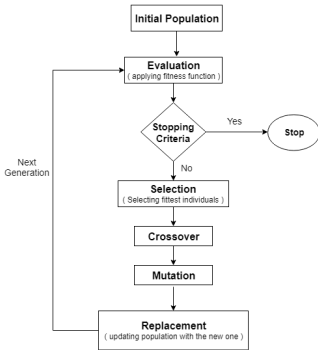 Initial Population
Evaluation
( applying fitness function )
Stopping
Criteria
Yes
Stop
No
Next
Generation
Selection
( Selecting fittest individuals )
Crossover
Mutation
Replacement
( updating population with the new one )